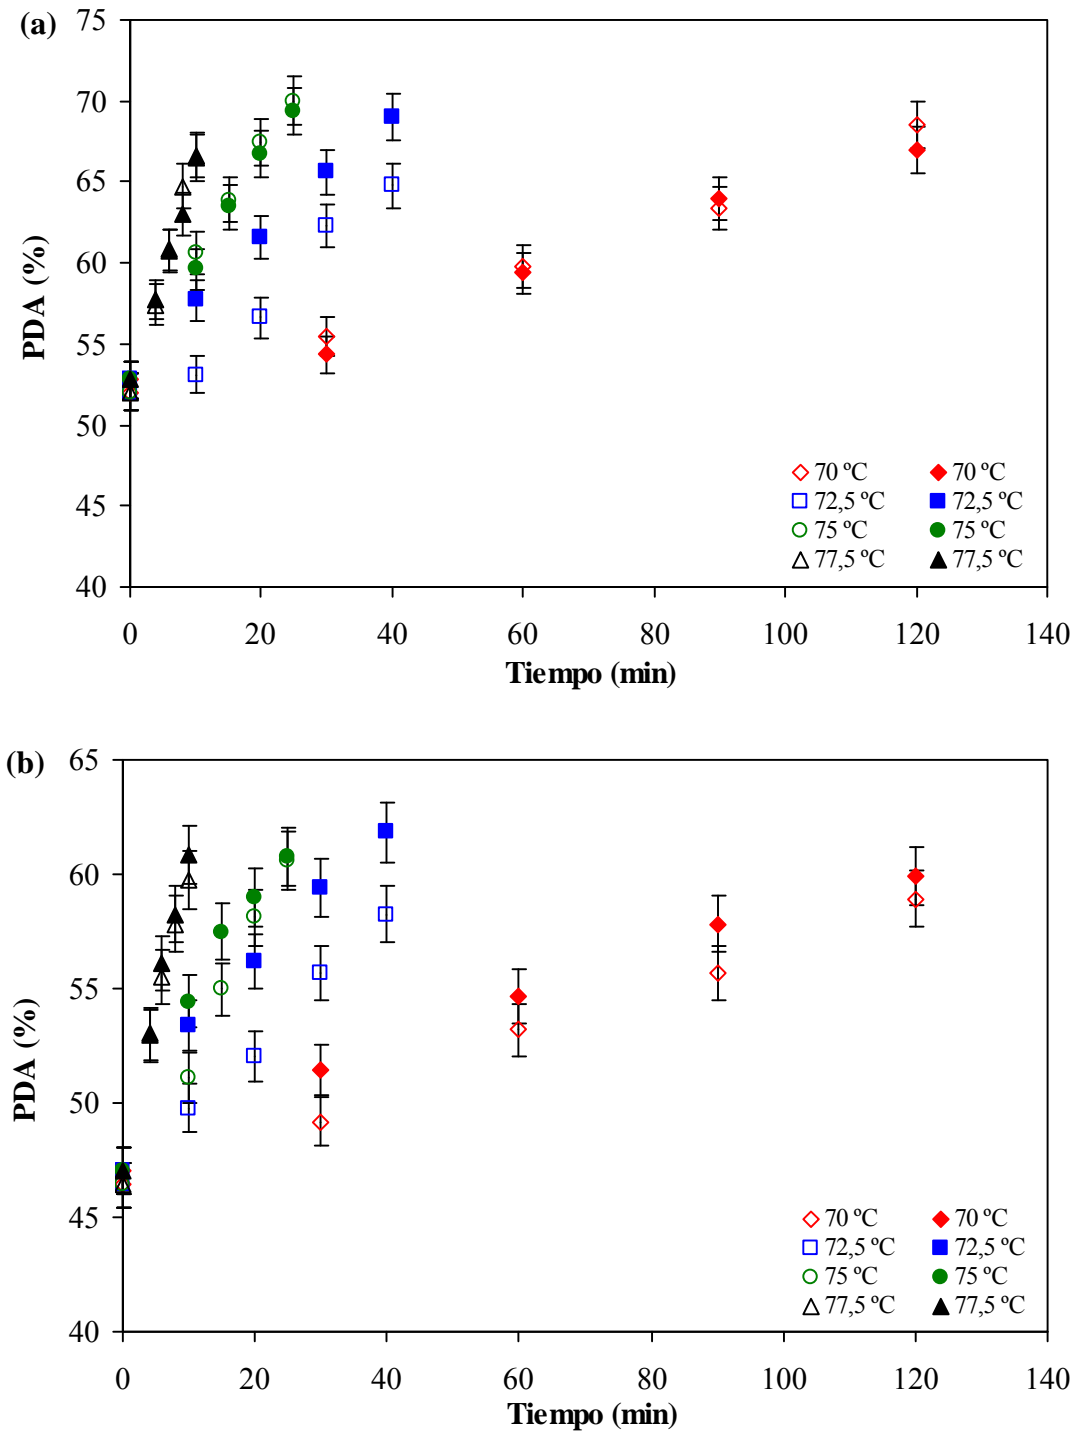 (a)
75
70
65
60
55
50
45
40
PDA (%)
70 ºC 70 ºC
72,5 ºC 72,5 ºC
75 ºC 75 ºC
77,5 ºC 77,5 ºC
0 20 40 60 80 100 120 140
Tiempo (min)
(b)
65
60
55
50
45
40
PDA (%)
70 ºC 70 ºC
72,5 ºC 72,5 ºC
75 ºC 75 ºC
77,5 ºC 77,5 ºC
0 20 40 60 80 100 120 140
Tiempo (min)